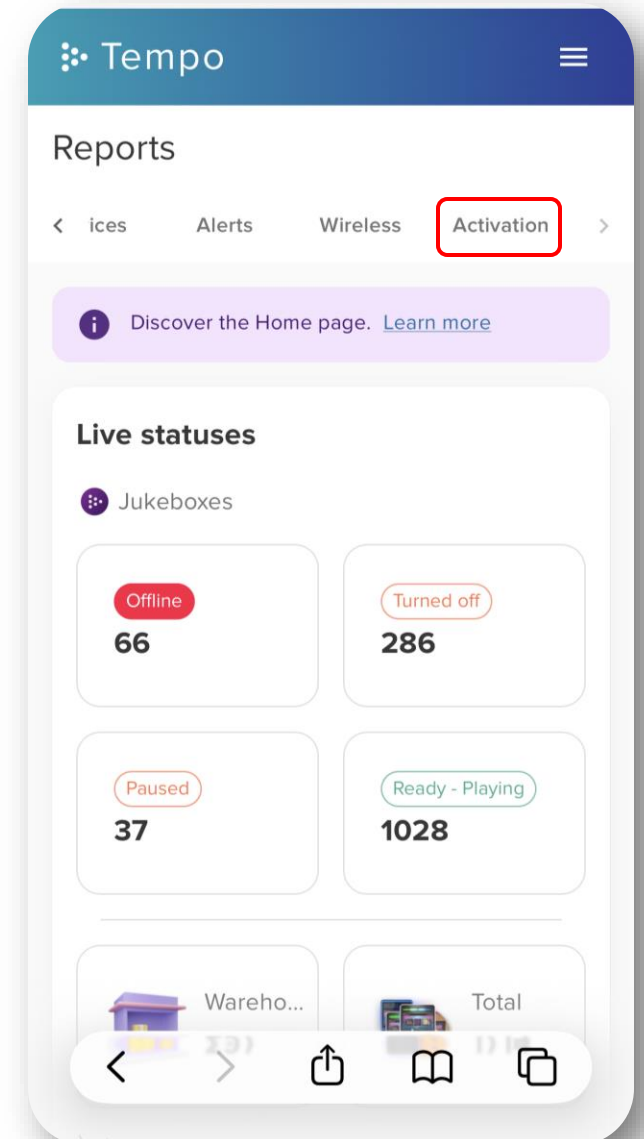 Tempo
Reports
ices Alerts Wireless Activation
Discover the Home page. Learn more
Live statuses
Jukeboxes
Offline Turned off
66 286
Paused Ready - Playing
37 1028
Wareho... Total